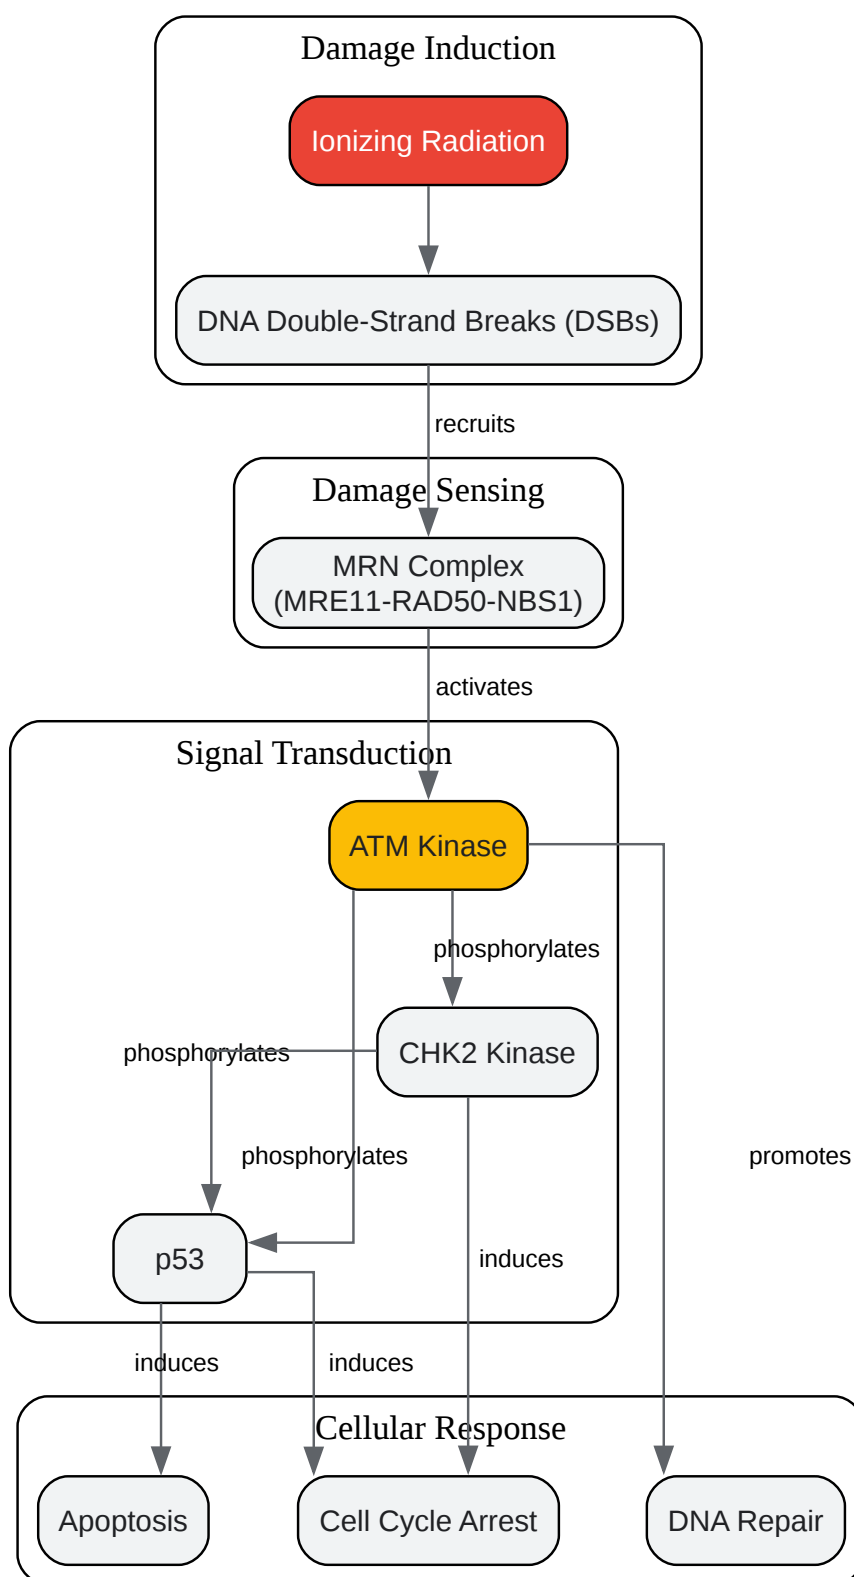 Damage Induction
Ionizing Radiation
DNA Double-Strand Breaks (DSBs)
recruits
Damage Sensing
MRN Complex
(MRE11-RAD50-NBS1)
activates
Signal Transduction
ATM Kinase
phosphorylates
phosphorylates
CHK2 Kinase
phosphorylates
promotes
p53
induces
induces
induces
Cellular Response
Apoptosis
Cell Cycle Arrest
DNA Repair